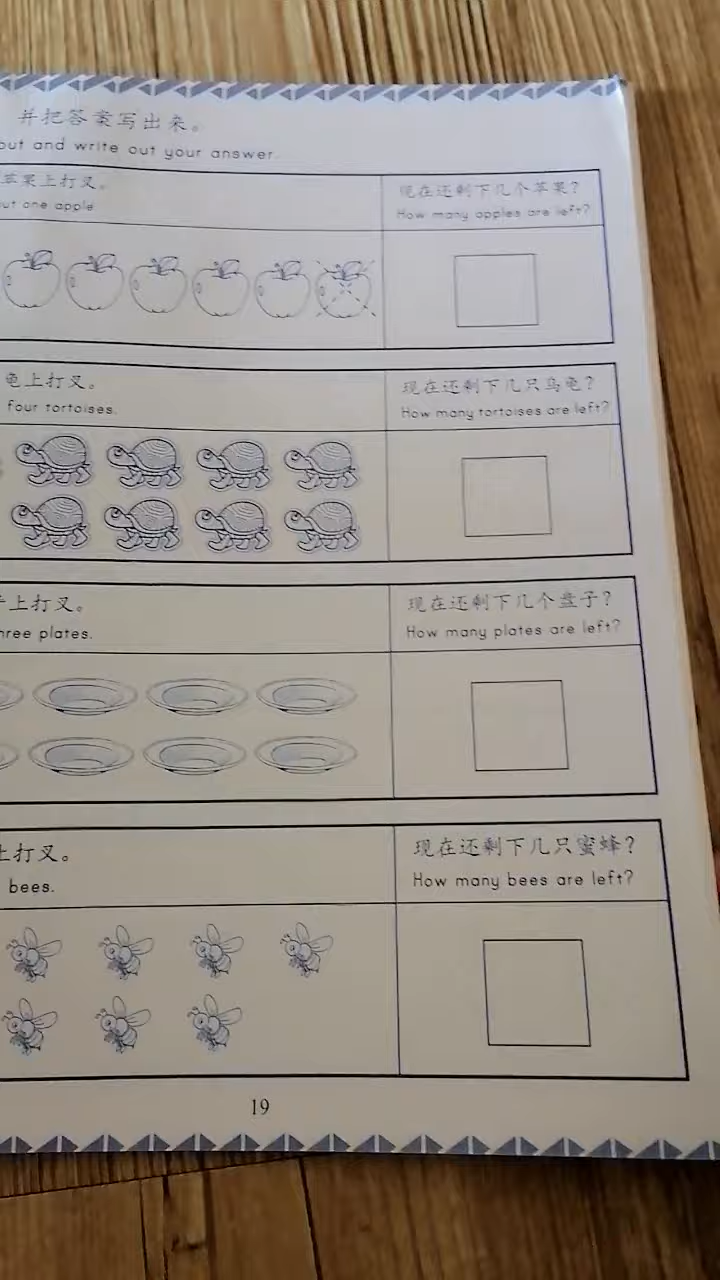 并把答案写出来。
out and write out your answer.
苹果上打叉。
out one apple
现在还剩下几个苹果?
How many apples are left?
龟上打叉。
four tortoises.
现在还剩下几只乌龟?
How many tortoises are left?
上打叉。
three plates.
现在还剩下几个盘子?
How many plates are left?
上打叉。
bees.
现在还剩下几只蜜蜂?
How many bees are left?
19